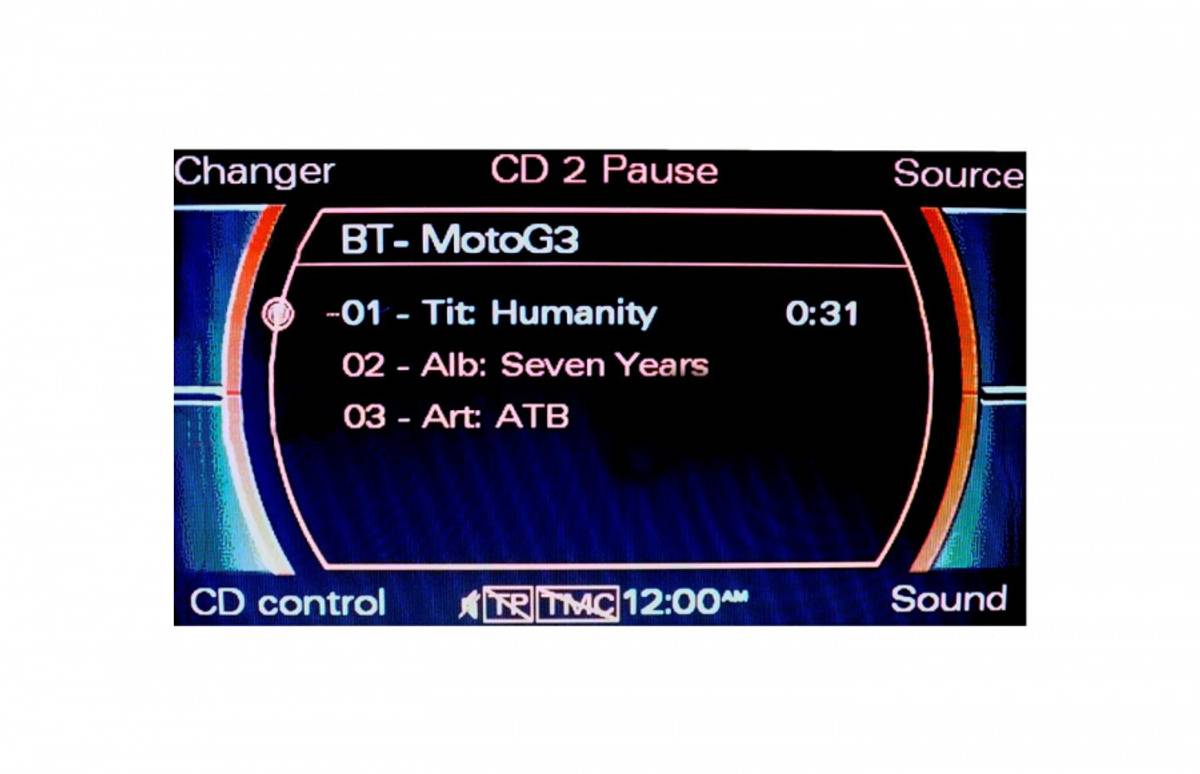 Changer CD 2 Pause Source
BT- MotoG3
01 - Tit: Humanity 0:31
02 - Alb: Seven Years
03 - Art: ATB
CD control TP TMC 12:00AM Sound